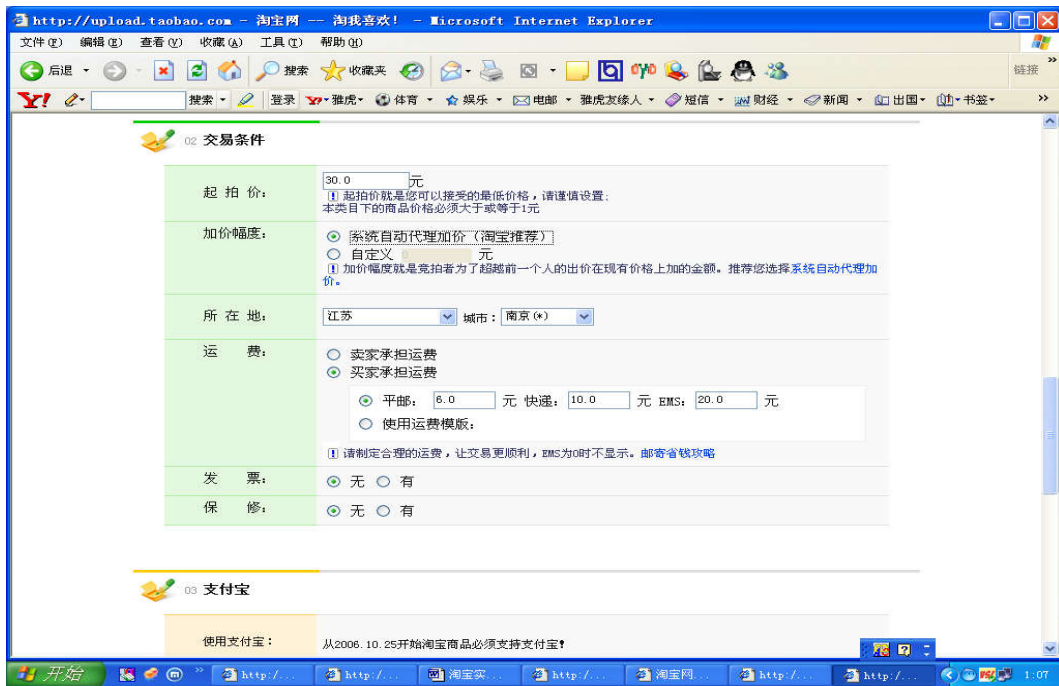 http://upload.taobao.com - 淘宝网 -- 淘我喜欢! - Microsoft Internet Explorer
文件(F) 编辑(E) 查看(V) 收藏(A) 工具(T) 帮助(H)
后退 搜索 收藏夹 链接 »
Y! 搜索 登录 雅虎 体育 娱乐 电邮 雅虎友缘人 短信 财经 新闻 出国 书签 »
02 交易条件
起 拍 价: 30.0 元
起拍价就是您可以接受的最低价格,请谨慎设置;
本类目下的商品价格必须大于或等于1元
加价幅度: 系统自动代理加价(淘宝推荐)
自定义 元
加价幅度就是竞拍者为了超越前一个人的出价在现有价格上加的金额。推荐您选择系统自动代理加
价。
所 在 地: 江苏 城市: 南京(*)
运 费: 卖家承担运费
买家承担运费
平邮: 6.0 元 快递: 10.0 元 EMS: 20.0 元
使用运费模版:
请制定合理的运费,让交易更顺利,EMS为0时不显示。邮寄省钱攻略
发 票: 无 有
保 修: 无 有
03 支付宝
使用支付宝: 从2006.10.25开始淘宝商品必须支持支付宝!
开始 » http:/... http:/... 淘宝实... http:/... 淘宝网... http:/... http:/... 1:07